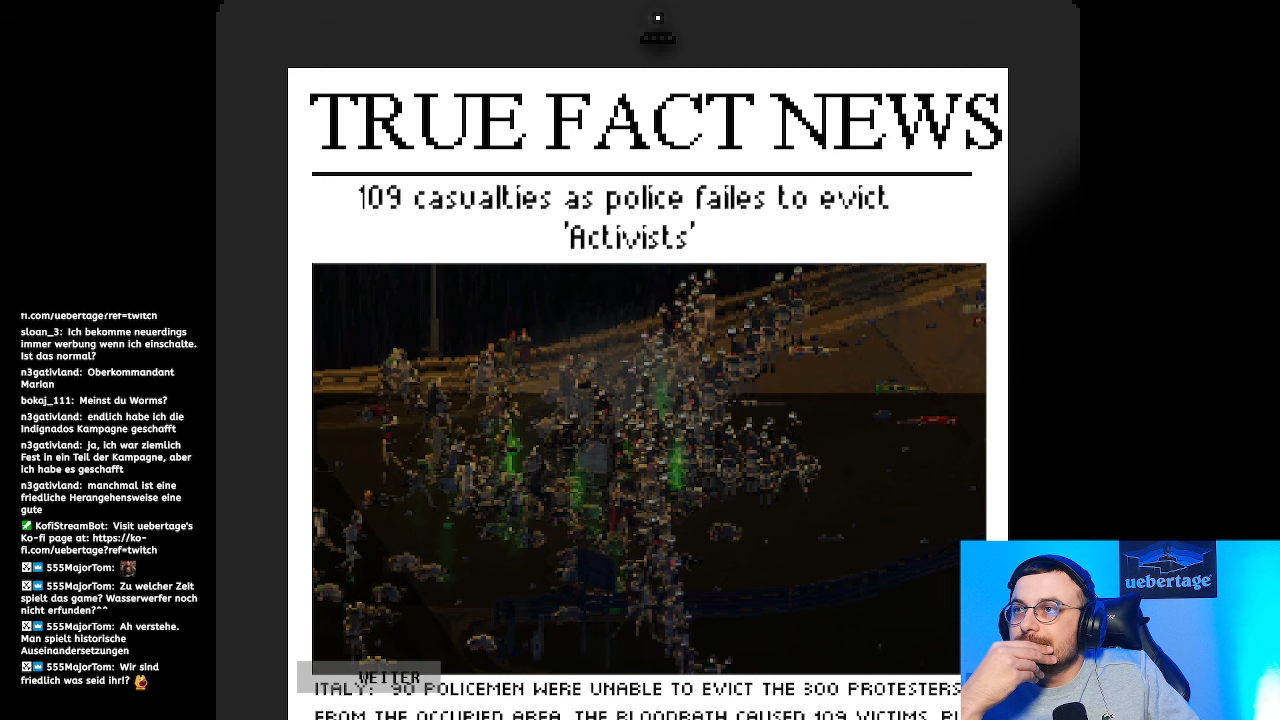 TRUE FACT NEWS
109 casualties as police failes to evict
'Activists'
WEITER
ITALY: 90 POLICEMEN WERE UNABLE TO EVICT THE 300 PROTESTERS
FROM THE OCCUPIED AREA. THE BLOODBATH CAUSED 109 VICTIMS.
fi.com/uebertage?ref=twitch
sloan_3: Ich bekomme neuerdings
immer werbung wenn ich einschalte.
Ist das normal?
n3gativland: Oberkommandant
Marian
bokaj_111: Meinst du Worms?
n3gativland: endlich habe ich die
Indignados Kampagne geschafft
n3gativland: ja, ich war ziemlich
Fest in ein Teil der Kampagne, aber
ich habe es geschafft
n3gativland: manchmal ist eine
friedliche Herangehensweise eine
gute
KofiStreamBot: Visit uebertage's
Ko-fi page at: https://ko-
fi.com/uebertage?ref=twitch
555MajorTom:
555MajorTom: Zu welcher Zeit
spielt das game? Wasserwerfer noch
nicht erfunden?^^
555MajorTom: Ah verstehe.
Man spielt historische
Auseinandersetzungen
555MajorTom: Wir sind
friedlich was seid ihr!?
uebertage